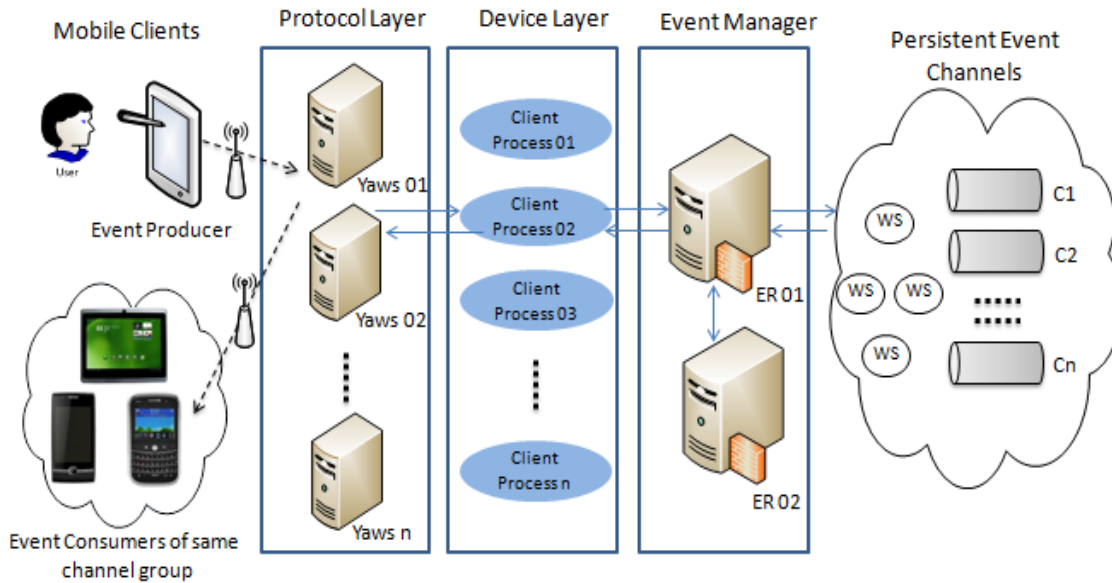 Mobile Clients
Protocol Layer
Device Layer
Event Manager
Persistent Event
Channels
User
Event Producer
Event Consumers of same
channel group
Yaws 01
Yaws 02
Yaws n
Client
Process 01
Client
Process 02
Client
Process 03
Client
Process n
ER 01
ER 02
WS
WS
WS
WS
C1
C2
Cn